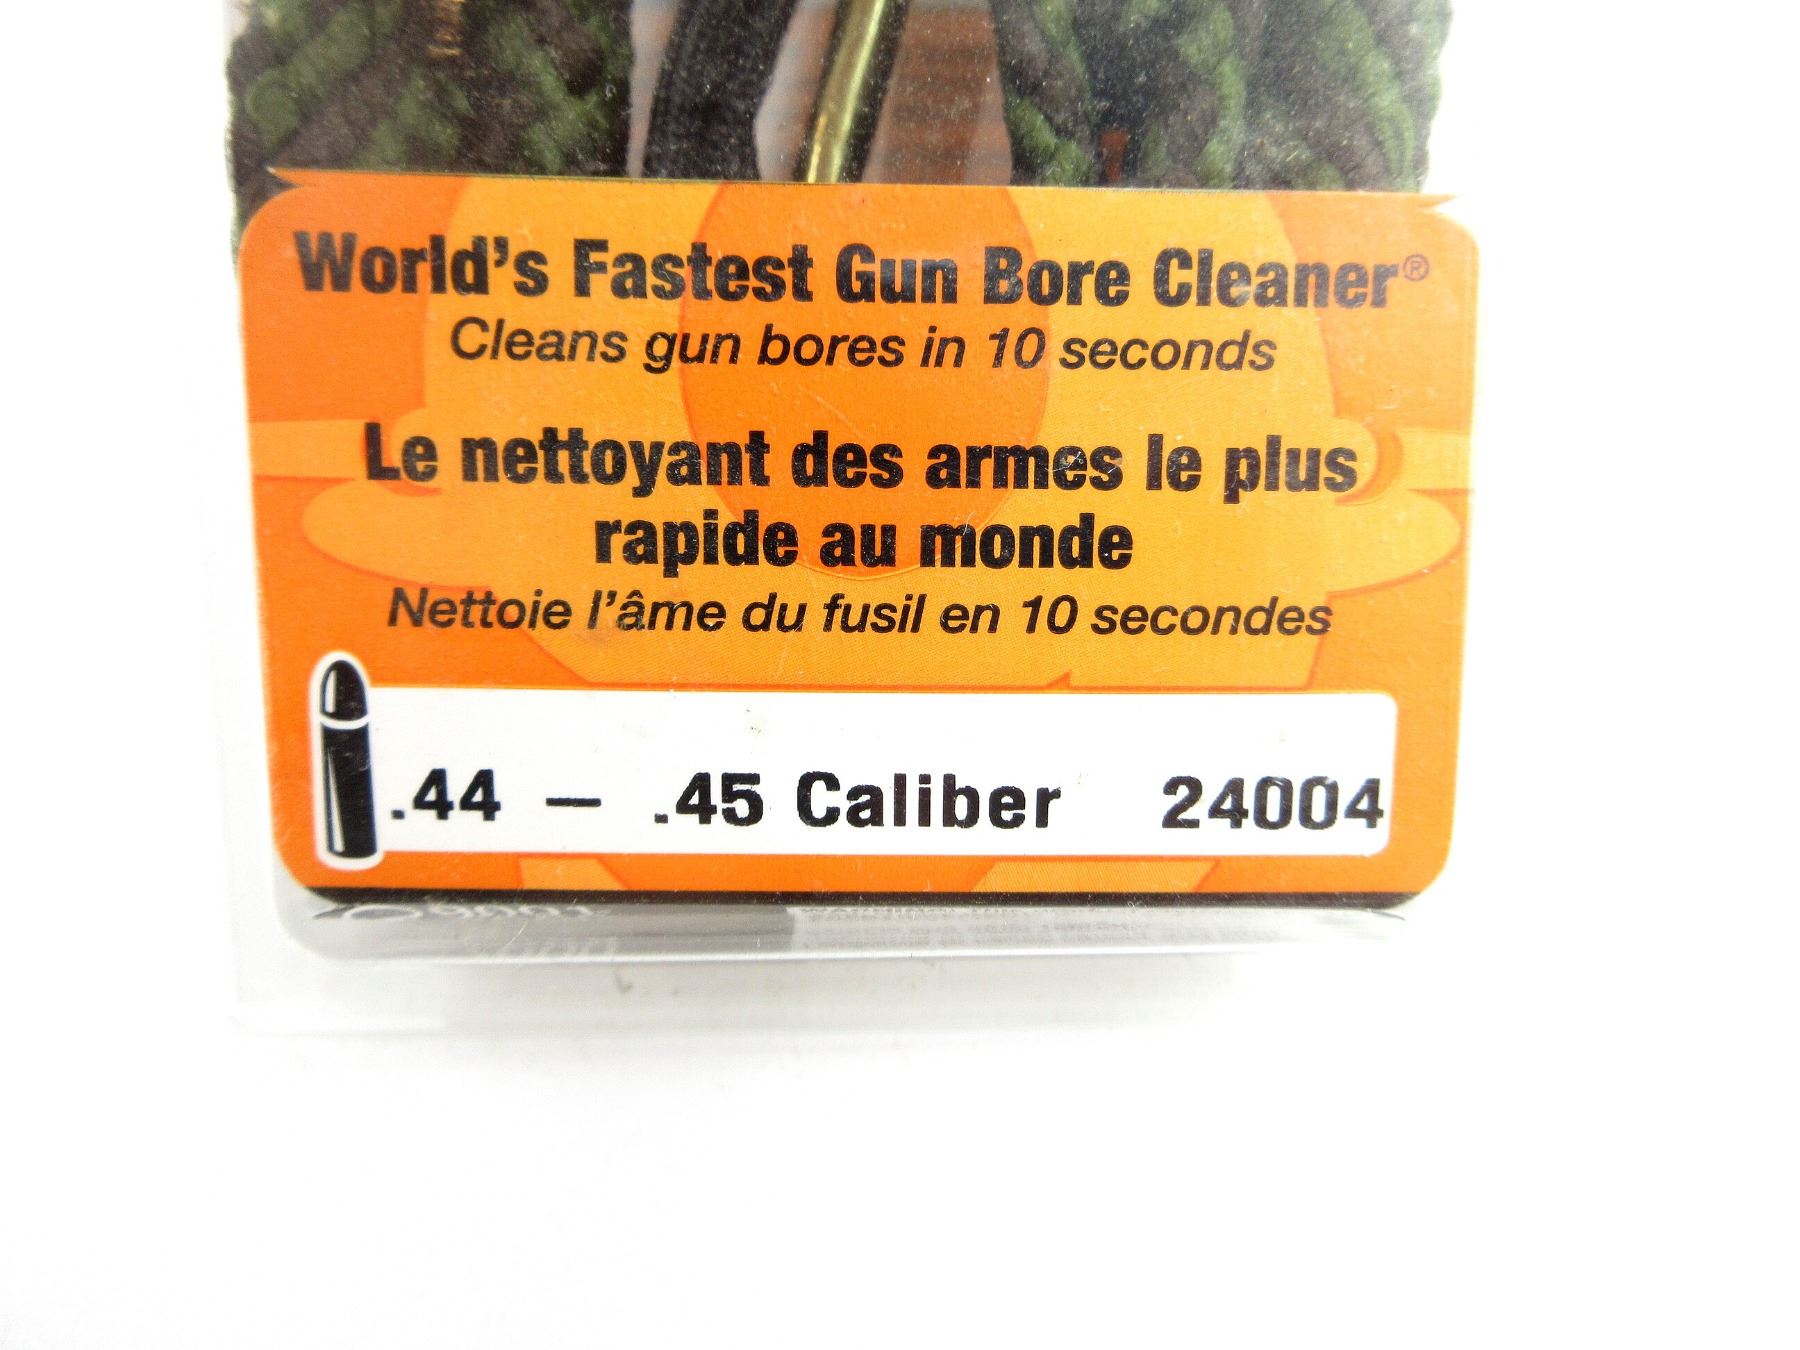 World's Fastest Gun Bore Cleaner®
Cleans gun bores in 10 seconds
Le nettoyant des armes le plus
rapide au monde
Nettoie l'âme du fusil en 10 secondes
.44 — .45 Caliber 24004